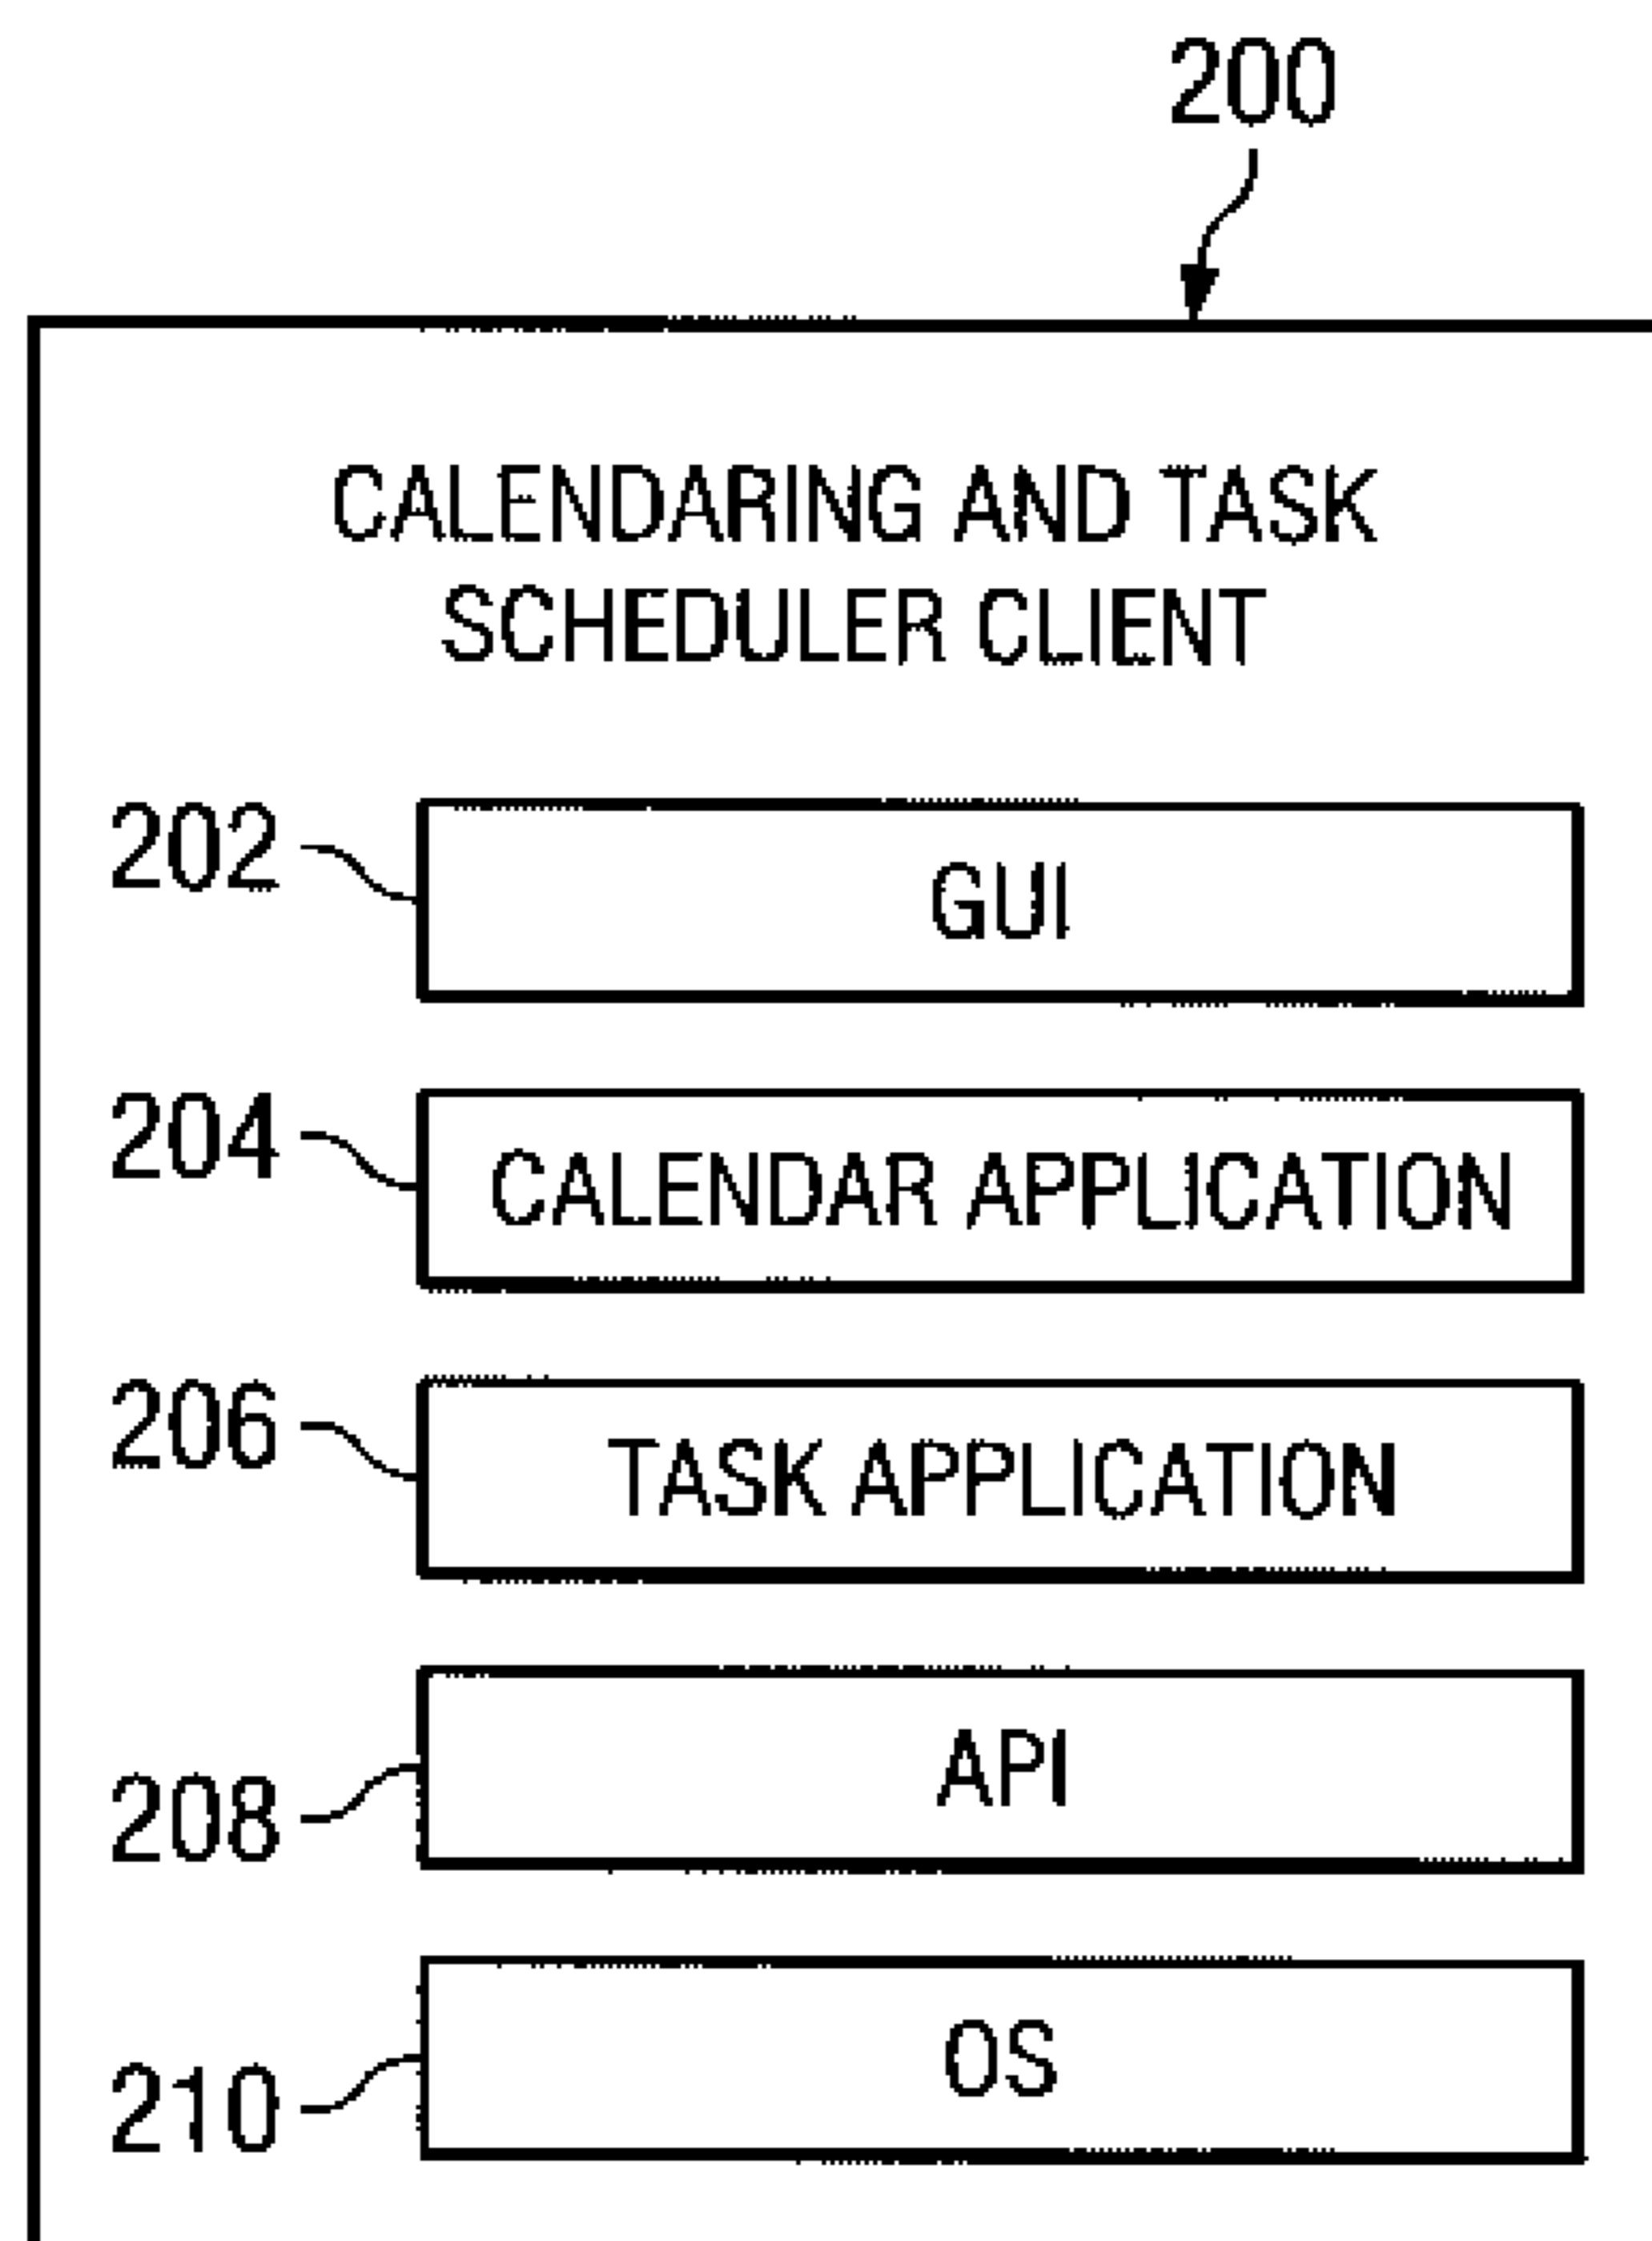 200
CALENDARING AND TASK
SCHEDULER CLIENT
202
GUI
204
CALENDAR APPLICATION
206
TASK APPLICATION
208
API
210
OS